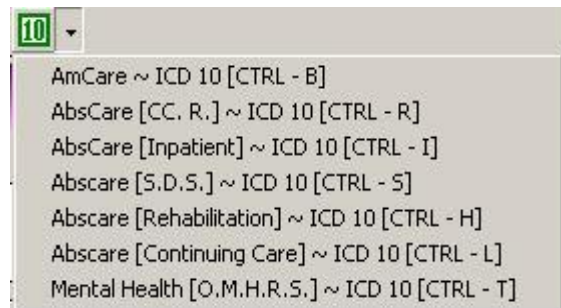 10
AmCare ~ ICD 10 [CTRL - B]
AbsCare [CC. R.] ~ ICD 10 [CTRL - R]
AbsCare [Inpatient] ~ ICD 10 [CTRL - I]
Abscare [S.D.S.] ~ ICD 10 [CTRL - S]
Abscare [Rehabilitation] ~ ICD 10 [CTRL - H]
Abscare [Continuing Care] ~ ICD 10 [CTRL - L]
Mental Health [O.M.H.R.S.] ~ ICD 10 [CTRL - T]